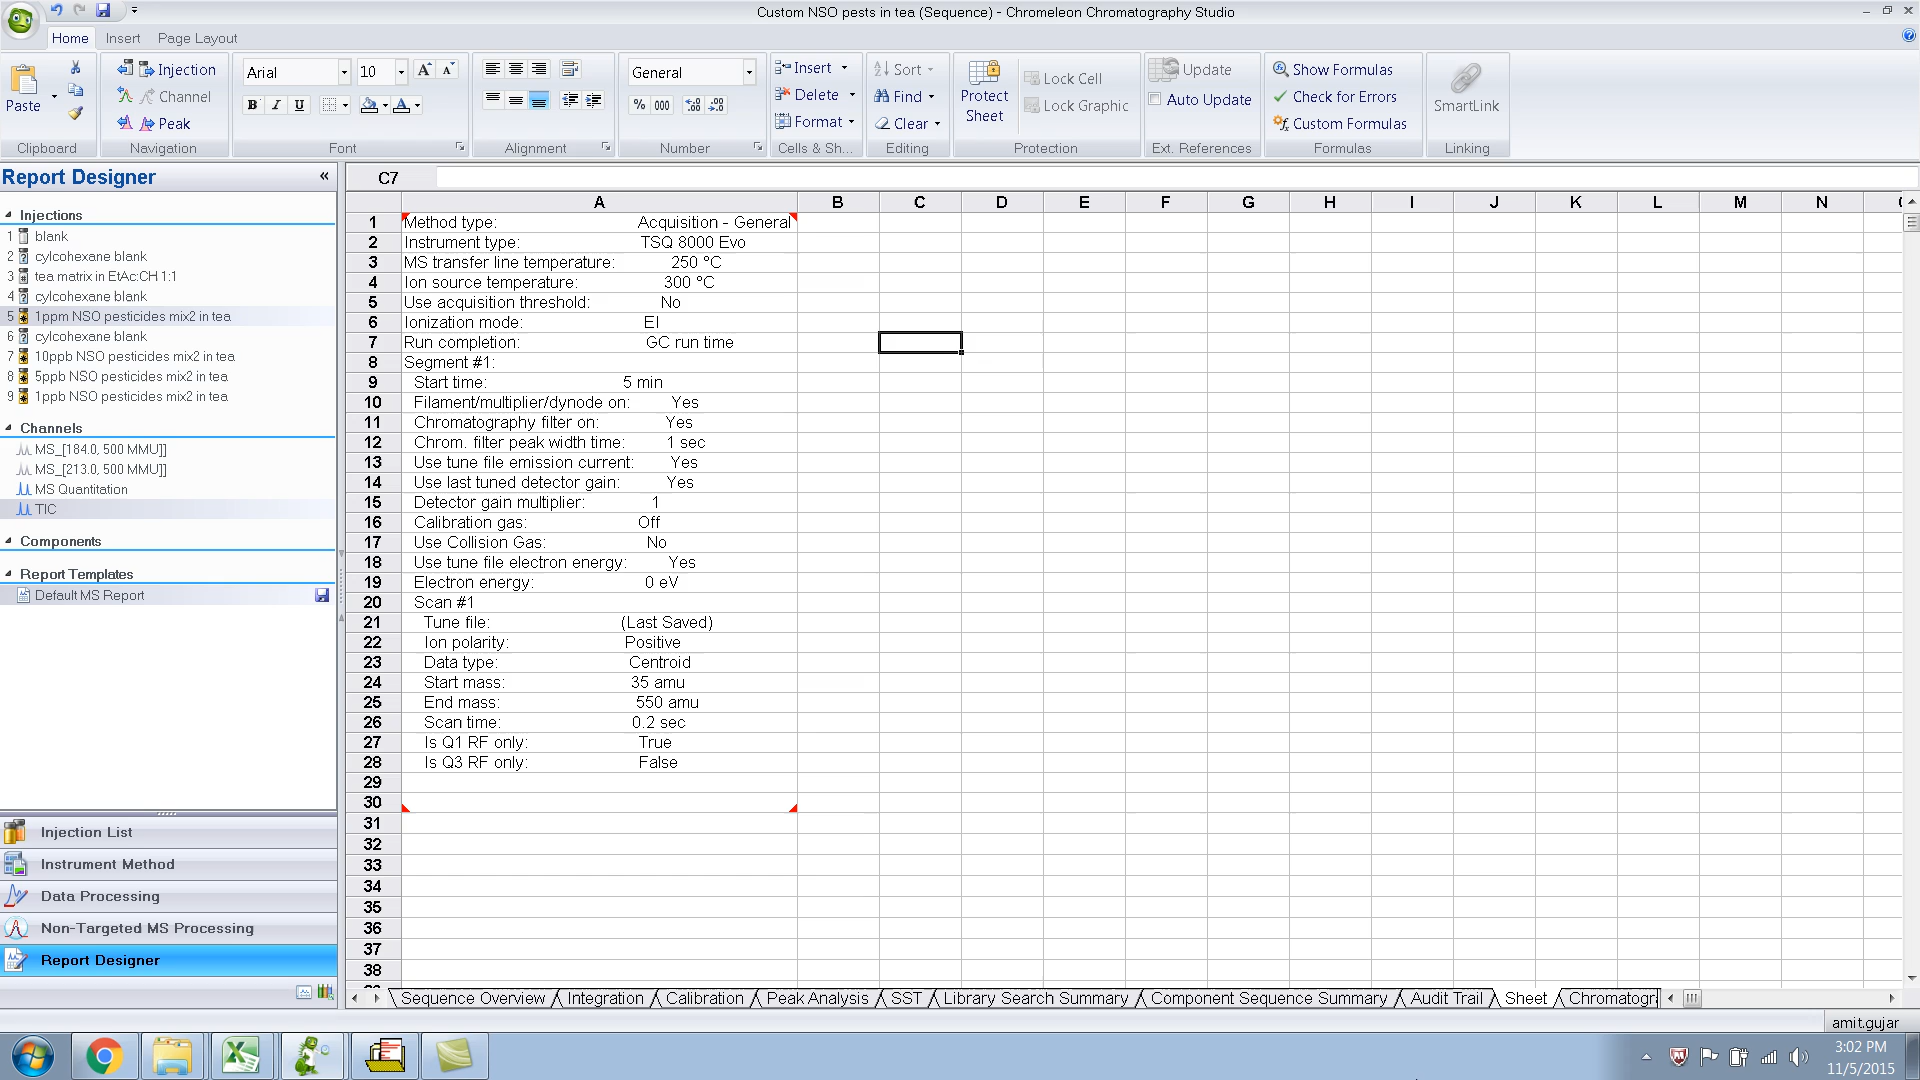 Custom NSO pests in tea (Sequence) - Chromeleon Chromatography Studio
Home Insert Page Layout
Paste
Clipboard
Injection
Channel
Peak
Navigation
Arial 10
B I U
Font
Alignment
General
% 000
Number
Insert
Delete
Format
Cells & Sh...
Sort
Find
Clear
Editing
Protect Sheet
Lock Cell
Lock Graphic
Protection
Update
Auto Update
Ext. References
Show Formulas
Check for Errors
Custom Formulas
Formulas
SmartLink
Linking
Report Designer «
Injections
1 blank
2 cylcohexane blank
3 tea matrix in EtAc:CH 1:1
4 cylcohexane blank
5 1ppm NSO pesticides mix2 in tea
6 cylcohexane blank
7 10ppb NSO pesticides mix2 in tea
8 5ppb NSO pesticides mix2 in tea
9 1ppb NSO pesticides mix2 in tea
Channels
MS_[184.0, 500 MMU]]
MS_[213.0, 500 MMU]]
MS Quantitation
TIC
Components
Report Templates
Default MS Report
Injection List
Instrument Method
Data Processing
Non-Targeted MS Processing
Report Designer
C7
A B C D E F G H I J K L M N
1 Method type: Acquisition - General
2 Instrument type: TSQ 8000 Evo
3 MS transfer line temperature: 250 °C
4 Ion source temperature: 300 °C
5 Use acquisition threshold: No
6 Ionization mode: EI
7 Run completion: GC run time
8 Segment #1:
9 Start time: 5 min
10 Filament/multiplier/dynode on: Yes
11 Chromatography filter on: Yes
12 Chrom. filter peak width time: 1 sec
13 Use tune file emission current: Yes
14 Use last tuned detector gain: Yes
15 Detector gain multiplier: 1
16 Calibration gas: Off
17 Use Collision Gas: No
18 Use tune file electron energy: Yes
19 Electron energy: 0 eV
20 Scan #1
21 Tune file: (Last Saved)
22 Ion polarity: Positive
23 Data type: Centroid
24 Start mass: 35 amu
25 End mass: 550 amu
26 Scan time: 0.2 sec
27 Is Q1 RF only: True
28 Is Q3 RF only: False
29
30
31
32
33
34
35
36
37
38
Sequence Overview Integration Calibration Peak Analysis SST Library Search Summary Component Sequence Summary Audit Trail Sheet Chromatogr
amit.gujar
3:02 PM
11/5/2015